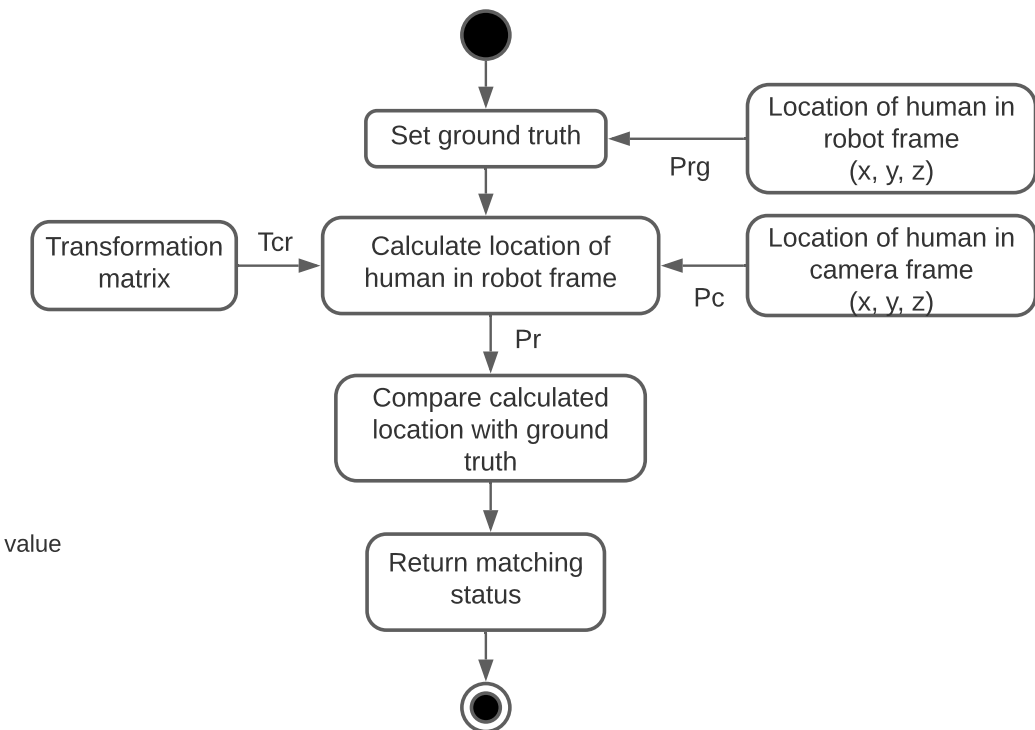 Set ground truth
Location of human in
robot frame
(x, y, z)
Prg
Transformation
matrix
Tcr
Calculate location of
human in robot frame
Location of human in
camera frame
(x, y, z)
Pc
Pr
Compare calculated
location with ground
truth
value
Return matching
status